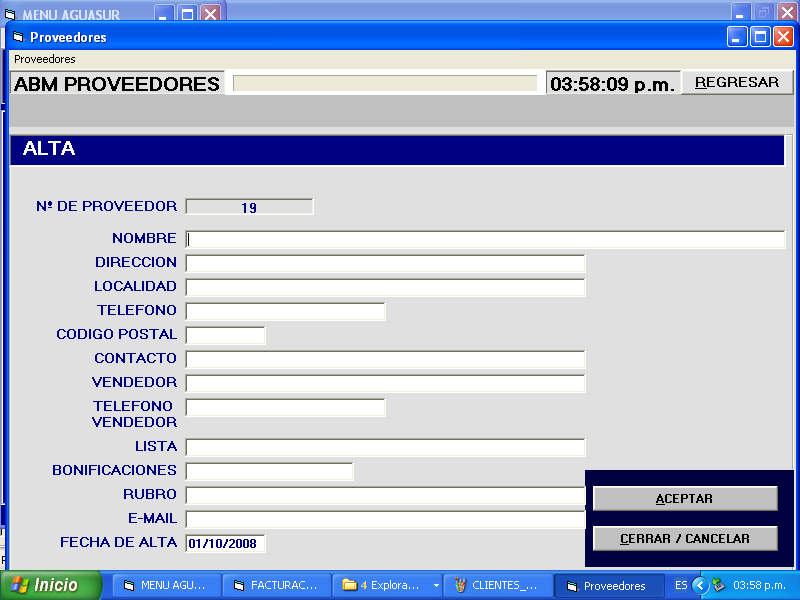 MENU AGUASUR
Proveedores
Proveedores
ABM PROVEEDORES
03:58:09 p.m.
REGRESAR
ALTA
Nº DE PROVEEDOR
19
NOMBRE
DIRECCION
LOCALIDAD
TELEFONO
CODIGO POSTAL
CONTACTO
VENDEDOR
TELEFONO
VENDEDOR
LISTA
BONIFICACIONES
RUBRO
E-MAIL
FECHA DE ALTA
01/10/2008
ACEPTAR
CERRAR / CANCELAR
Inicio
MENU AGU...
FACTURAC...
4 Explora...
CLIENTES_...
Proveedores
ES
03:58 p.m.